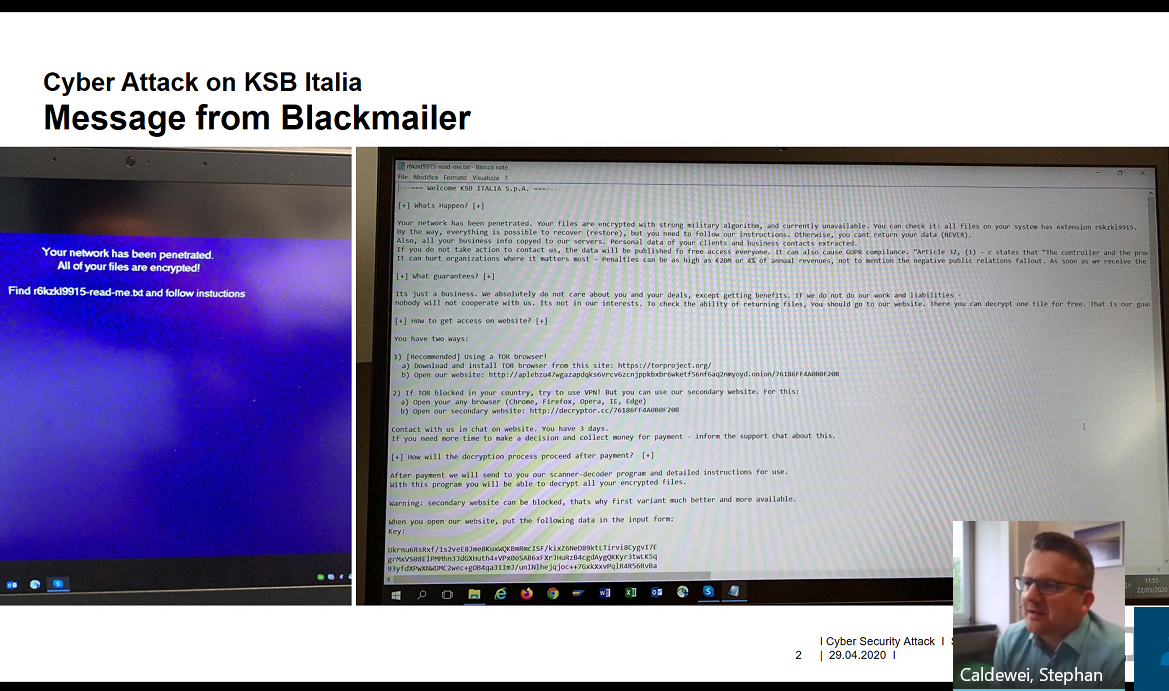 Cyber Attack on KSB Italia
Message from Blackmailer
Your network has been penetrated.
All of your files are encrypted!
Find r6kzkl9915-read-me.txt and follow instuctions
r6kzkl9915-read-me.txt - Blocco note
File Modifica Formato Visualizza ?
Welcome KSB ITALIA S.p.A.
[+] Whats Happen? [+]
Your network has been penetrated. Your files are encrypted with strong military algorithm, and currently unavailable. You can check it: all files on your system has extension r6kzkl9915.
By the way, everything is possible to recover (restore), but you need to follow our instructions. Otherwise, you cant return your data (NEVER).
Also, all your business info copyed to our servers. Personal data of your clients and business contacts extracted.
If you do not take action to contact us, the data will be published fo free access everyone. It can also cause GDPR compilance. "Article 32, (1) - c states that "The controller and the pro
It can hurt organizations where it matters most - Penalties can be as high as €20M or 4% of annual revenues, not to mention the negative public relations fallout. As soon as we receive the
[+] What guarantees? [+]
Its just a business. We absolutely do not care about you and your deals, except getting benefits. If we do not do our work and liabilities -
nobody will not cooperate with us. Its not in our interests. To check the ability of returning files, You should go to our website. There you can decrypt one file for free. That is our gua
[+] How to get access on website? [+]
You have two ways:
1) [Recommended] Using a TOR browser!
a) Download and install TOR browser from this site: https://torproject.org/
b) Open our website:
2) If TOR blocked in your country, try to use VPN! But you can use our secondary website. For this:
a) Open your any browser (Chrome, Firefox, Opera, IE, Edge)
b) Open our secondary website: http://decryptor.cc/76186FF4A0B0F20B
Contact with us in chat on website. You have 3 days.
If you need more time to make a decision and collect money for payment - inform the support chat about this.
[+] How will the decryption process proceed after payment? [+]
After payment we will send to you our scanner-decoder program and detailed instructions for use.
With this program you will be able to decrypt all your encrypted files.
Warning: secondary website can be blocked, thats why first variant much better and more available.
When you open our website, put the following data in the input form:
Key:
11:55
22/03/2020
| Cyber Security Attack |
2 | 29.04.2020 |
Caldewei, Stephan